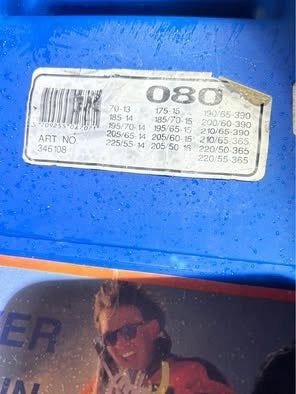 080
70-13 175-15 190/65-390
185-14 185/70-15 200/60-390
195/70-14 195/65-15 210/65-390
205/65-14 205/60-15 210/65-365
225/55-14 205/50-16 220/50-365
220/55-365
ART NO
346108
VER
IN